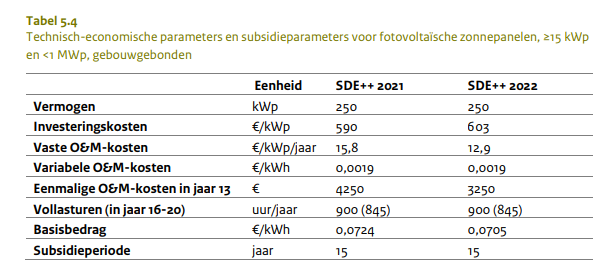 Tabel 5.4
Technisch-economische parameters en subsidieparameters voor fotovoltaïsche zonnepanelen, ≥15 kWp
en <1 MWp, gebouwgebonden
Eenheid SDE++ 2021 SDE++ 2022
Vermogen kWp 250 250
Investeringskosten €/kWp 590 603
Vaste O&M-kosten €/kWp/jaar 15,8 12,9
Variabele O&M-kosten €/kWh 0,0019 0,0019
Eenmalige O&M-kosten in jaar 13 € 4250 3250
Vollasturen (in jaar 16-20) uur/jaar 900 (845) 900 (845)
Basisbedrag €/kWh 0,0724 0,0705
Subsidieperiode jaar 15 15